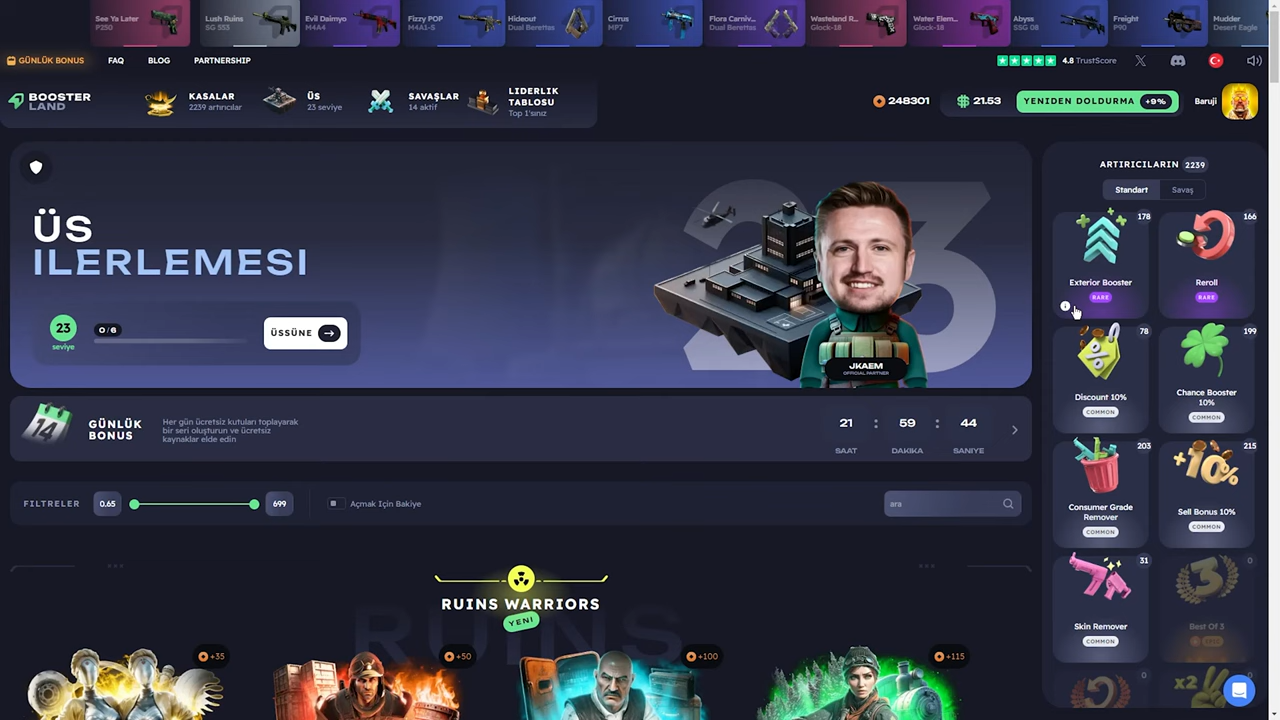 See Ya Later
P250
Lush Ruins
SG 553
Evil Daimyo
M4A4
Fizzy POP
M4A1-S
Hideout
Dual Berettas
Cirrus
MP7
Flora Carniv...
Dual Berettas
Wasteland R...
Glock-18
Water Elem...
Glock-18
Abyss
SSG 08
Freight
P90
Mudder
Desert Eagle
GÜNLÜK BONUS
FAQ
BLOG
PARTNERSHIP
4.8 TrustScore
BOOSTER
LAND
KASALAR
2239 artırıcılar
ÜS
23 seviye
SAVAŞLAR
14 aktif
LIDERLIK
TABLOSU
Top 1'sınız
248301
21.53
YENIDEN DOLDURMA +9%
Baruji
ÜS
ILERLEMESI
23
seviye
0/6
ÜSSÜNE
23
JKAEM
OFFICIAL PARTNER
14
GÜNLÜK
BONUS
Her gün ücretsiz kutuları toplayarak
bir seri oluşturun ve ücretsiz
kaynaklar elde edin
21 : 59 : 44
SAAT DAKIKA SANIYE
FILTRELER
0.65
699
Açmak Için Bakiye
ara
RUINS
RUINS WARRIORS
YENI
+35
+50
+100
+115
ARTIRICILARIN 2239
Standart
Savaş
178
Exterior Booster
RARE
166
Reroll
RARE
78
%
Discount 10%
COMMON
199
Chance Booster
10%
COMMON
203
Consumer Grade
Remover
COMMON
215
+10%
Sell Bonus 10%
COMMON
31
Skin Remover
COMMON
0
3
Best Of 3
0
0
x2